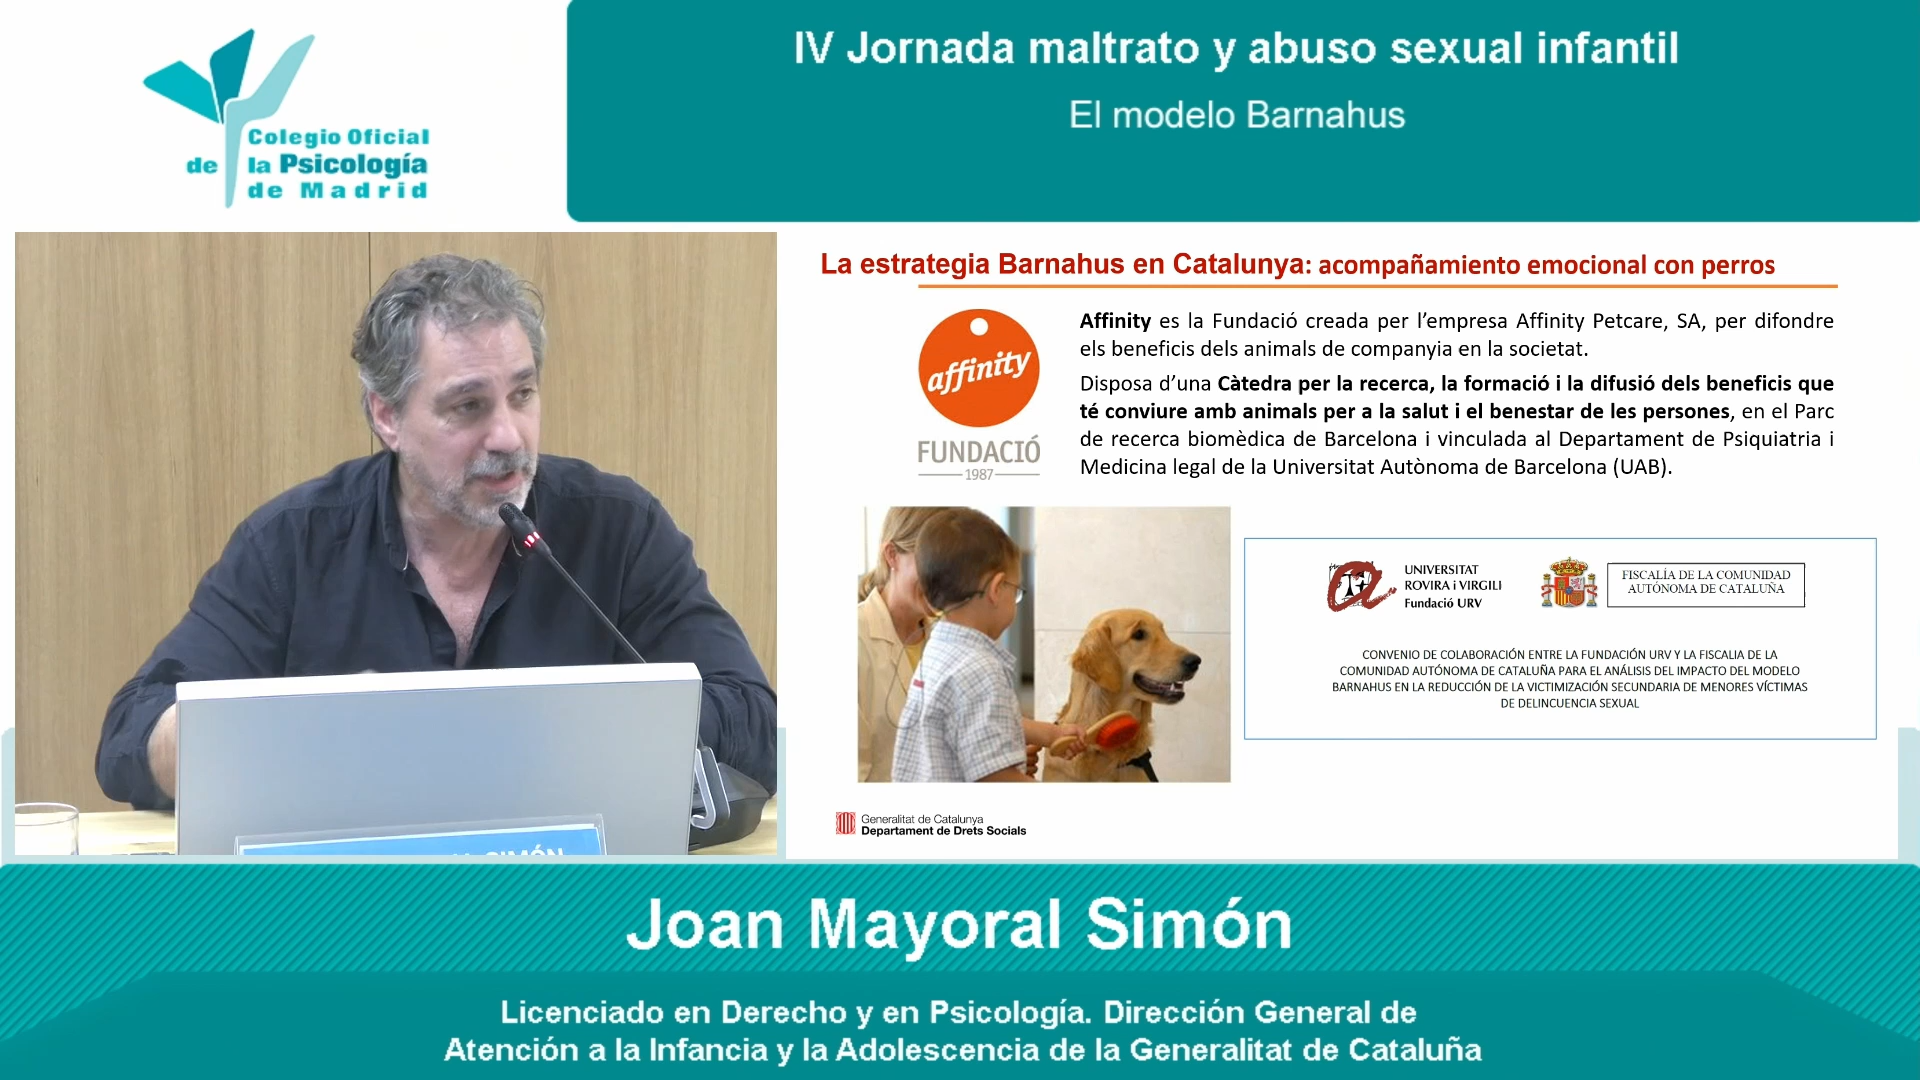 Colegio Oficial
de la Psicología
de Madrid
IV Jornada maltrato y abuso sexual infantil
El modelo Barnahus
La estrategia Barnahus en Catalunya: acompañamiento emocional con perros
affinity
FUNDACIÓ
1987
Affinity es la Fundació creada per l’empresa Affinity Petcare, SA, per difondre
els beneficis dels animals de companyia en la societat.
Disposa d’una Càtedra per la recerca, la formació i la difusió dels beneficis que
té conviure amb animals per a la salut i el benestar de les persones, en el Parc
de recerca biomèdica de Barcelona i vinculada al Departament de Psiquiatria i
Medicina legal de la Universitat Autònoma de Barcelona (UAB).
UNIVERSITAT
ROVIRA i VIRGILI
Fundació URV
FISCALÍA DE LA COMUNIDAD
AUTÓNOMA DE CATALUÑA
CONVENIO DE COLABORACIÓN ENTRE LA FUNDACIÓN URV Y LA FISCALIA DE LA
COMUNIDAD AUTÓNOMA DE CATALUÑA PARA EL ANÁLISIS DEL IMPACTO DEL MODELO
BARNAHUS EN LA REDUCCIÓN DE LA VICTIMIZACIÓN SECUNDARIA DE MENORES VÍCTIMAS
DE DELINCUENCIA SEXUAL
Generalitat de Catalunya
Departament de Drets Socials
SIMÓN
Joan Mayoral Simón
Licenciado en Derecho y en Psicología. Dirección General de
Atención a la Infancia y la Adolescencia de la Generalitat de Cataluña